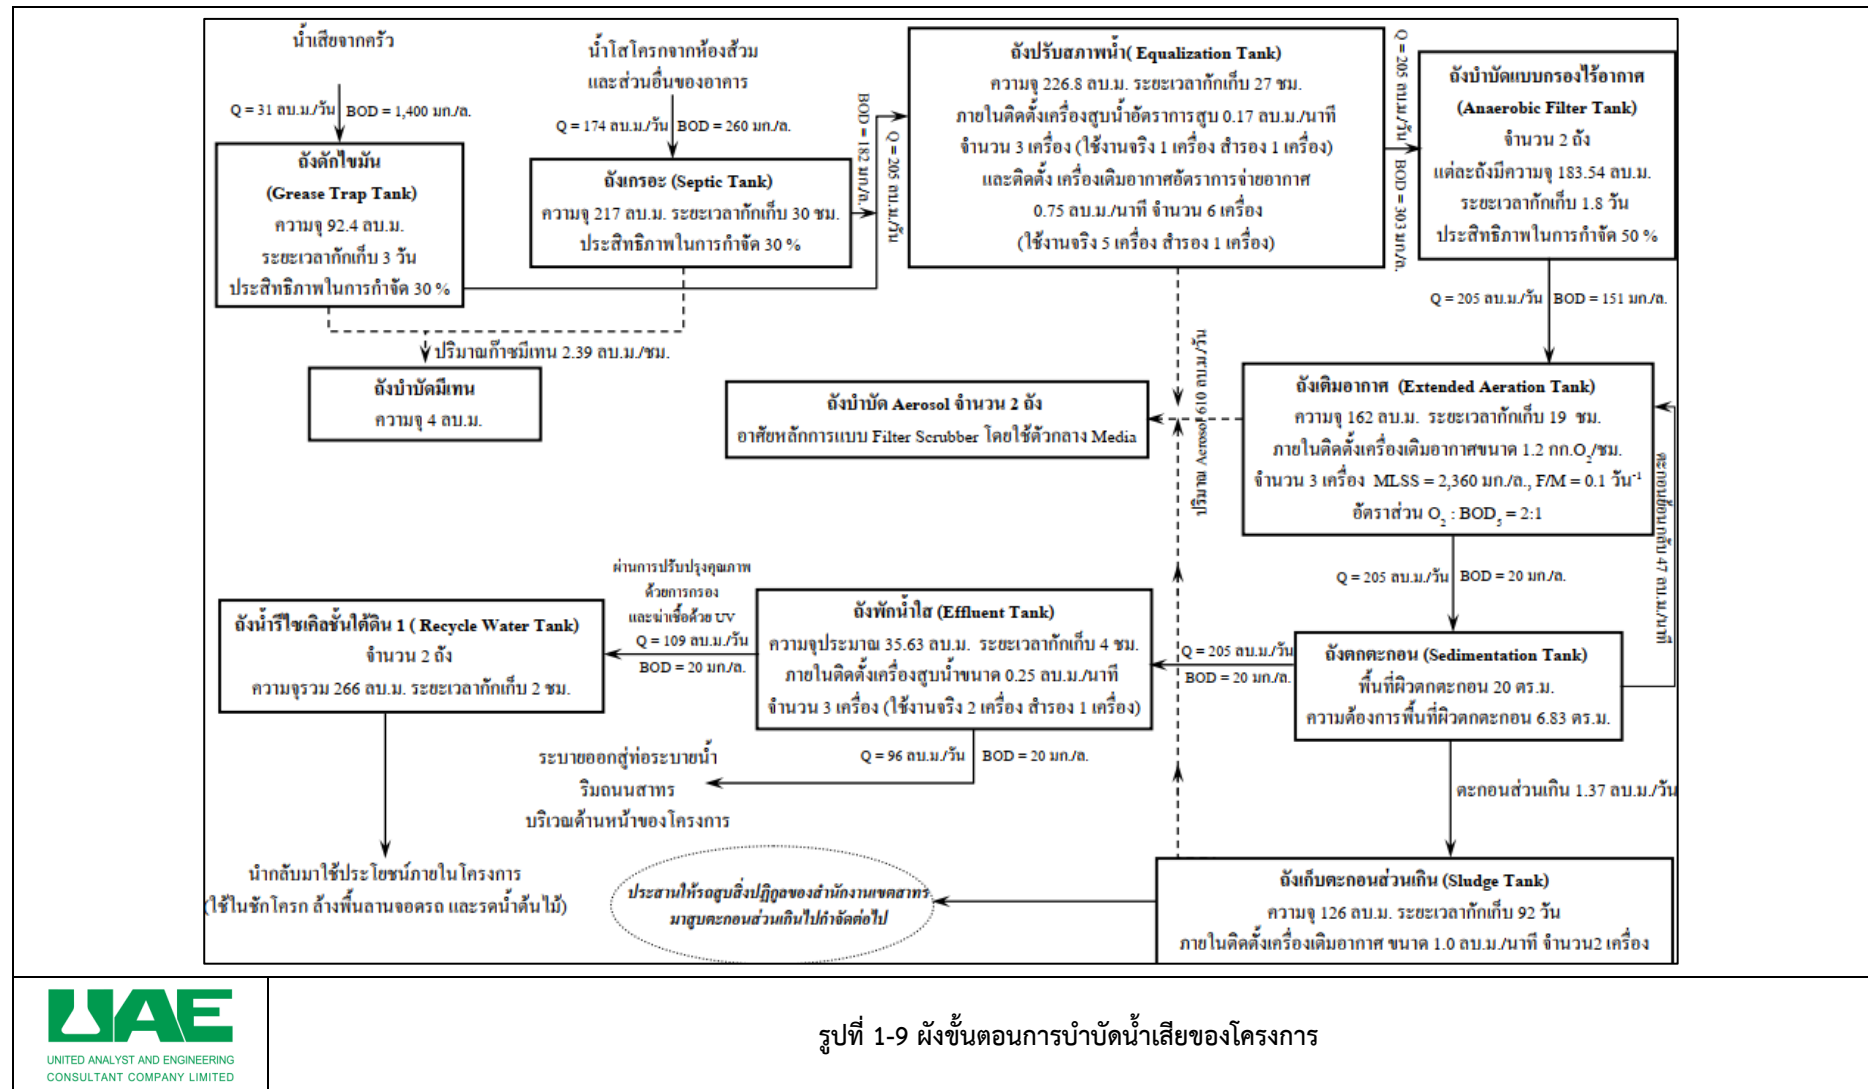 น้ำเสียจากครัว
Q = 31 ลบ.ม./วัน BOD = 1,400 มก./ล.
ถังดักไขมัน
(Grease Trap Tank)
ความจุ 92.4 ลบ.ม.
ระยะเวลากักเก็บ 3 วัน
ประสิทธิภาพในการกำจัด 30 %
น้ำโสโครกจากห้องส้วม
และส่วนอื่นของอาคาร
Q = 174 ลบ.ม./วัน BOD = 260 มก./ล.
ถังเกรอะ (Septic Tank)
ความจุ 217 ลบ.ม. ระยะเวลากักเก็บ 30 ชม.
ประสิทธิภาพในการกำจัด 30 %
BOD = 182 มก./ล.
Q = 205 ลบ.ม./วัน
ถังปรับสภาพน้ำ( Equalization Tank)
ความจุ 226.8 ลบ.ม. ระยะเวลากักเก็บ 27 ชม.
ภายในติดตั้งเครื่องสูบน้ำอัตราการสูบ 0.17 ลบ.ม./นาที
จำนวน 3 เครื่อง (ใช้งานจริง 1 เครื่อง สำรอง 1 เครื่อง)
และติดตั้ง เครื่องเติมอากาศอัตราการจ่ายอากาศ
0.75 ลบ.ม./นาที จำนวน 6 เครื่อง
(ใช้งานจริง 5 เครื่อง สำรอง 1 เครื่อง)
Q = 205 ลบ.ม./วัน
BOD = 303 มก./ล.
ถังบำบัดแบบกรองไร้อากาศ
(Anaerobic Filter Tank)
จำนวน 2 ถัง
แต่ละถังมีความจุ 183.54 ลบ.ม.
ระยะเวลากักเก็บ 1.8 วัน
ประสิทธิภาพในการกำจัด 50 %
Q = 205 ลบ.ม./วัน BOD = 151 มก./ล.
ปริมาณก๊าซมีเทน 2.39 ลบ.ม./ชม.
ถังบำบัดมีเทน
ความจุ 4 ลบ.ม.
ถังบำบัด Aerosol จำนวน 2 ถัง
อาศัยหลักการแบบ Filter Scrubber โดยใช้ตัวกลาง Media
ปริมาณ Aerosol 610 ลบ.ม./วัน
ถังเติมอากาศ (Extended Aeration Tank)
ความจุ 162 ลบ.ม. ระยะเวลากักเก็บ 19 ชม.
ภายในติดตั้งเครื่องเติมอากาศขนาด 1.2 กก.O2/ชม.
จำนวน 3 เครื่อง MLSS = 2,360 มก./ล., F/M = 0.1 วัน-1
อัตราส่วน O2 : BOD5 = 2:1
ตะกอนย้อนกลับ 47 ลบ.ม./นาที
Q = 205 ลบ.ม./วัน BOD = 20 มก./ล.
ถังตกตะกอน (Sedimentation Tank)
พื้นที่ผิวตกตะกอน 20 ตร.ม.
ความต้องการพื้นที่ผิวตกตะกอน 6.83 ตร.ม.
Q = 205 ลบ.ม./วัน
BOD = 20 มก./ล.
ถังพักน้ำใส (Effluent Tank)
ความจุประมาณ 35.63 ลบ.ม. ระยะเวลากักเก็บ 4 ชม.
ภายในติดตั้งเครื่องสูบน้ำขนาด 0.25 ลบ.ม./นาที
จำนวน 3 เครื่อง (ใช้งานจริง 2 เครื่อง สำรอง 1 เครื่อง)
ผ่านการปรับปรุงคุณภาพ
ด้วยการกรอง
และฆ่าเชื้อด้วย UV
Q = 109 ลบ.ม./วัน
BOD = 20 มก./ล.
ถังน้ำรีไซเคิลชั้นใต้ดิน 1 ( Recycle Water Tank)
จำนวน 2 ถัง
ความจุรวม 266 ลบ.ม. ระยะเวลากักเก็บ 2 ชม.
Q = 96 ลบ.ม./วัน BOD = 20 มก./ล.
ระบายออกสู่ท่อระบายน้ำ
ริมถนนสาทร
บริเวณด้านหน้าของโครงการ
นำกลับมาใช้ประโยชน์ภายในโครงการ
(ใช้ในชักโครก ล้างพื้นลานจอดรถ และรดน้ำต้นไม้)
ตะกอนส่วนเกิน 1.37 ลบ.ม./วัน
ถังเก็บตะกอนส่วนเกิน (Sludge Tank)
ความจุ 126 ลบ.ม. ระยะเวลากักเก็บ 92 วัน
ภายในติดตั้งเครื่องเติมอากาศ ขนาด 1.0 ลบ.ม./นาที จำนวน2 เครื่อง
ประสานให้รถสูบสิ่งปฏิกูลของสำนักงานเขตสาทร
มาสูบตะกอนส่วนเกินไปกำจัดต่อไป
UAE
UNITED ANALYST AND ENGINEERING
CONSULTANT COMPANY LIMITED
รูปที่ 1-9 ผังขั้นตอนการบำบัดน้ำเสียของโครงการ